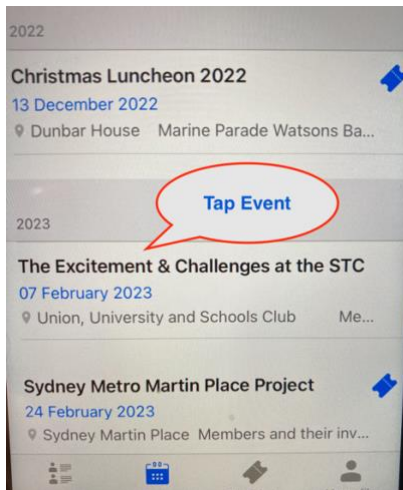 2022
Christmas Luncheon 2022
13 December 2022
Dunbar House Marine Parade Watsons Ba...
Tap Event
2023
The Excitement & Challenges at the STC
07 February 2023
Union, University and Schools Club Me...
Sydney Metro Martin Place Project
24 February 2023
Sydney Martin Place Members and their inv...